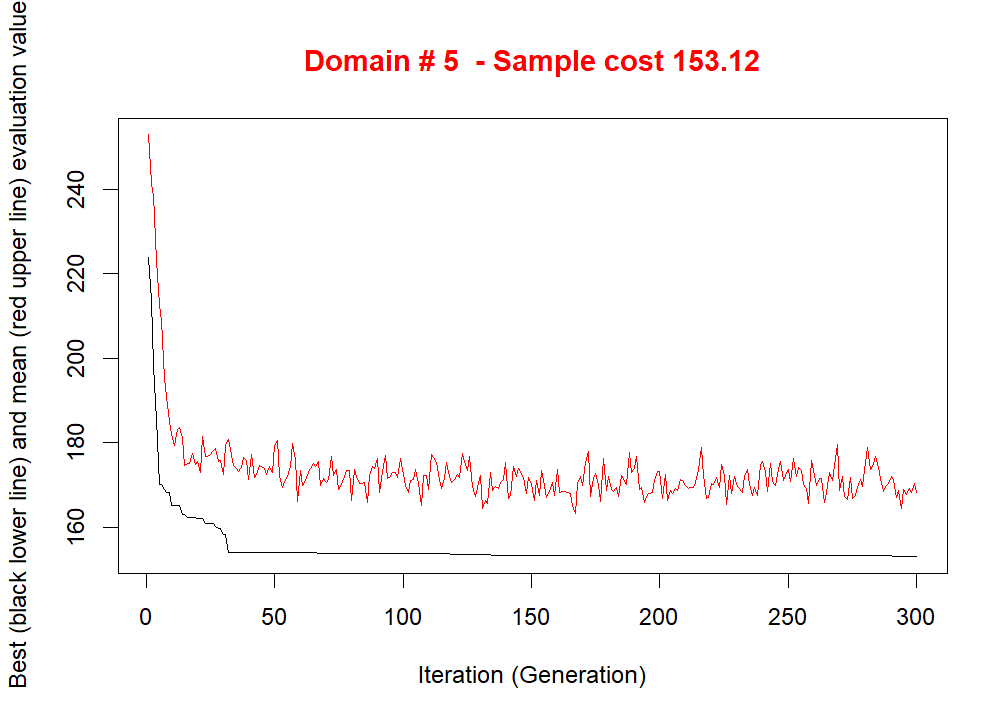 Domain # 5  - Sample cost 153.12
Best (black lower line) and mean (red upper line) evaluation value
240
220
200
180
160
0 50 100 150 200 250 300
Iteration (Generation)